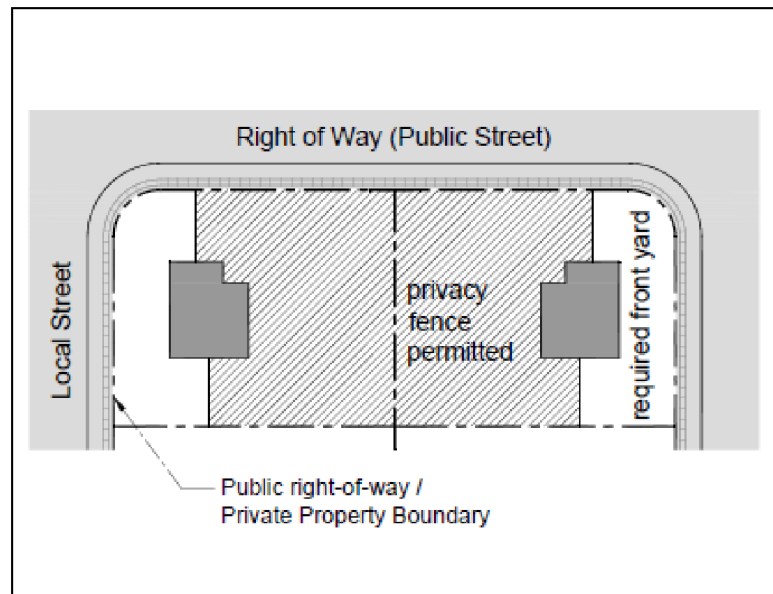 Right of Way (Public Street)
Local Street
privacy
fence
permitted
required front yard
Public right-of-way /
Private Property Boundary